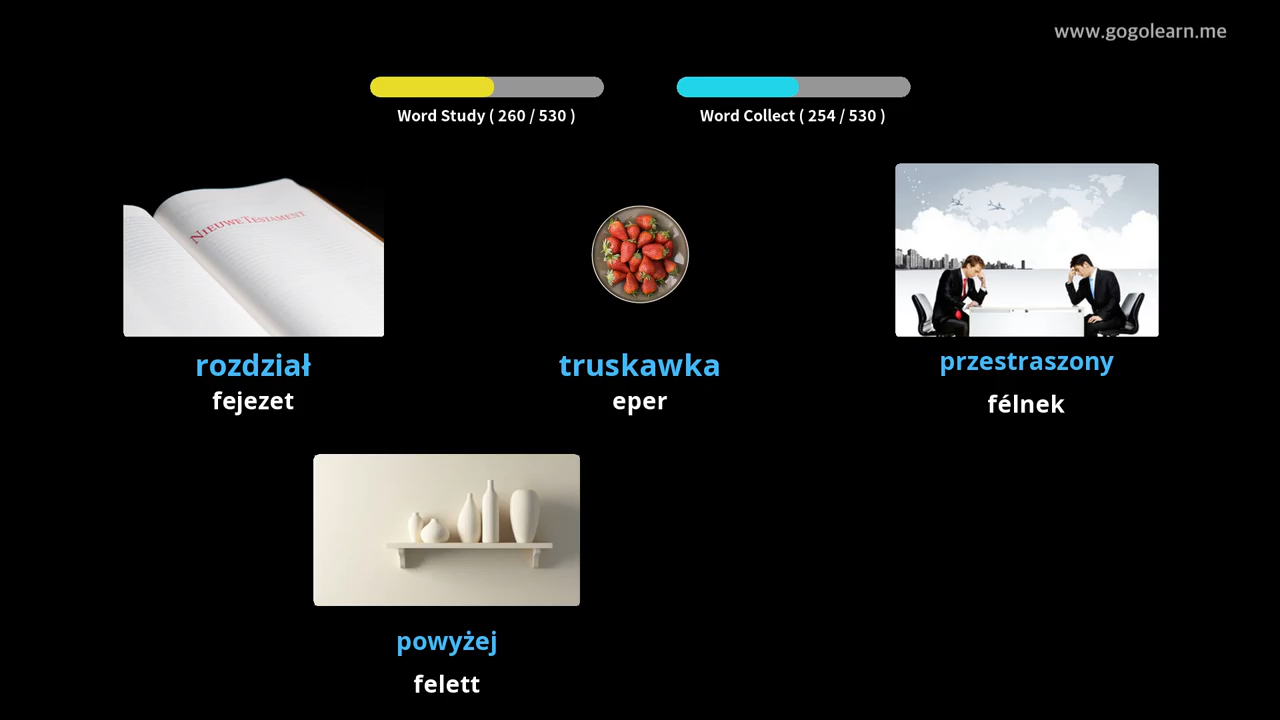 www.gogolearn.me
Word Study ( 260 / 530 )
Word Collect ( 254 / 530 )
NIEUWE TESTAMENT
rozdział
fejezet
truskawka
eper
przestraszony
félnek
powyżej
felett